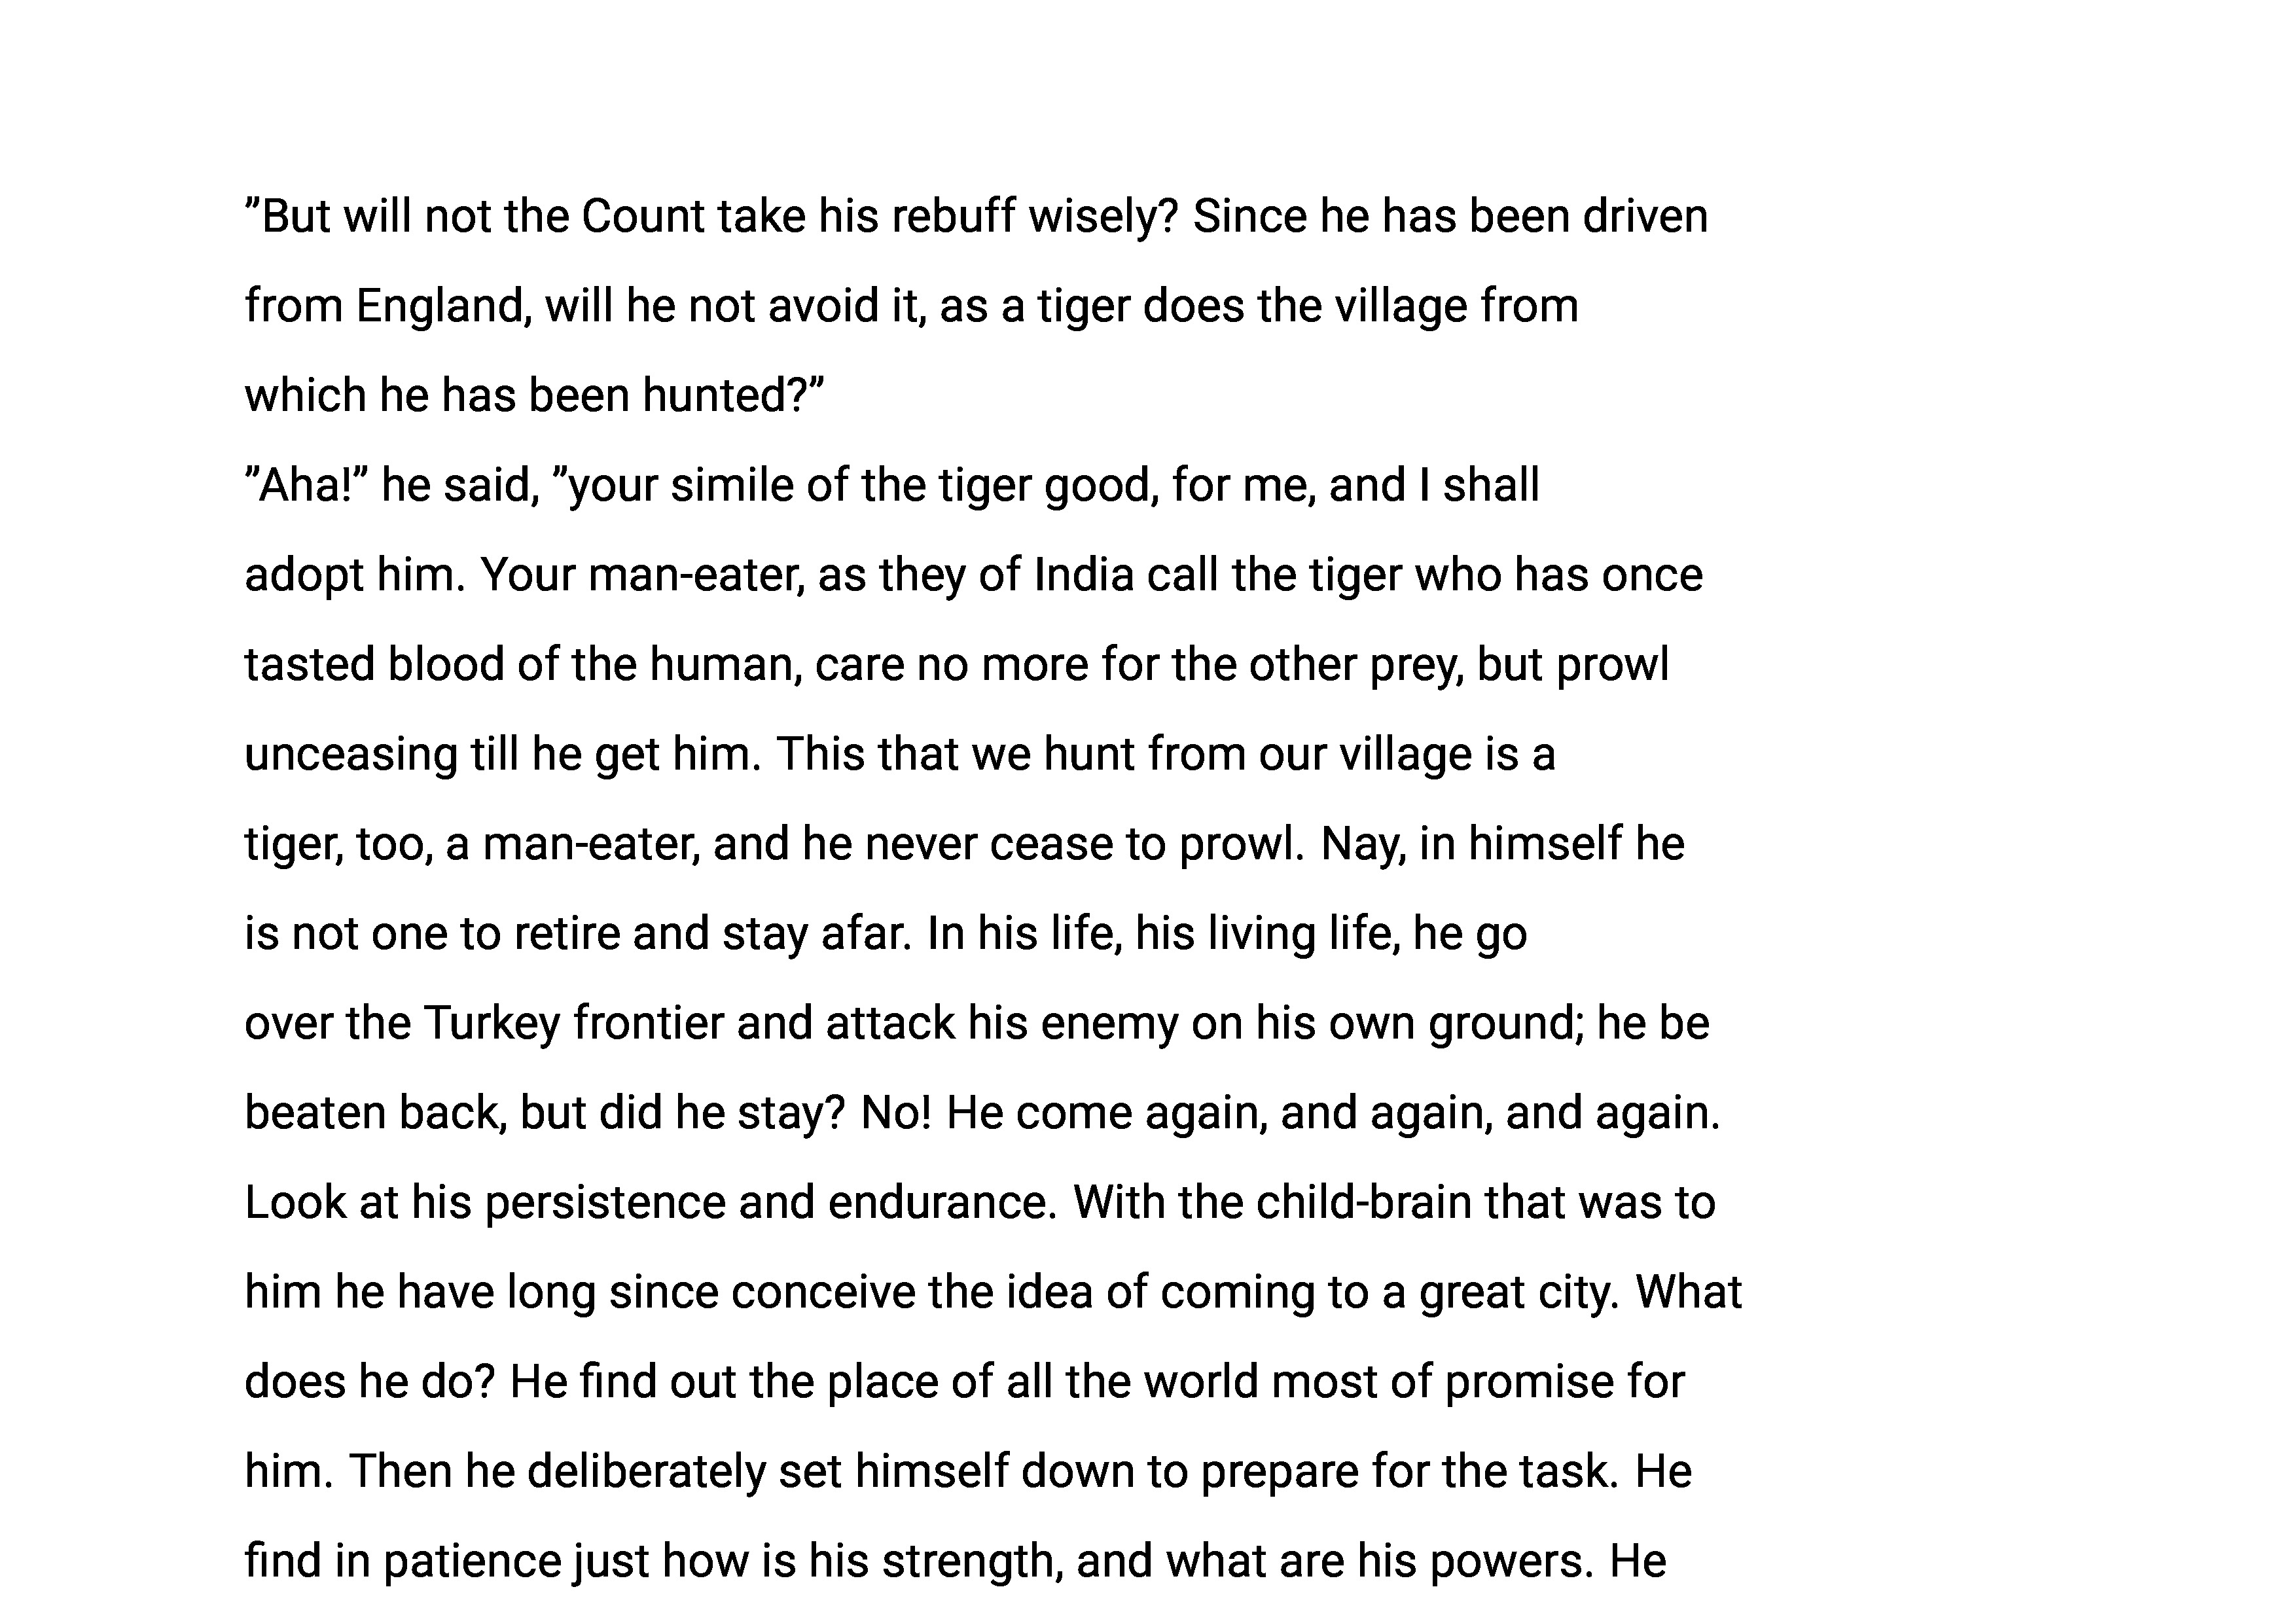 ”But will not the Count take his rebuff wisely? Since he has been driven
from England, will he not avoid it, as a tiger does the village from
which he has been hunted?”
”Aha!” he said, ”your simile of the tiger good, for me, and I shall
adopt him. Your man-eater, as they of India call the tiger who has once
tasted blood of the human, care no more for the other prey, but prowl
unceasing till he get him. This that we hunt from our village is a
tiger, too, a man-eater, and he never cease to prowl. Nay, in himself he
is not one to retire and stay afar. In his life, his living life, he go
over the Turkey frontier and attack his enemy on his own ground; he be
beaten back, but did he stay? No! He come again, and again, and again.
Look at his persistence and endurance. With the child-brain that was to
him he have long since conceive the idea of coming to a great city. What
does he do? He find out the place of all the world most of promise for
him. Then he deliberately set himself down to prepare for the task. He
find in patience just how is his strength, and what are his powers. He